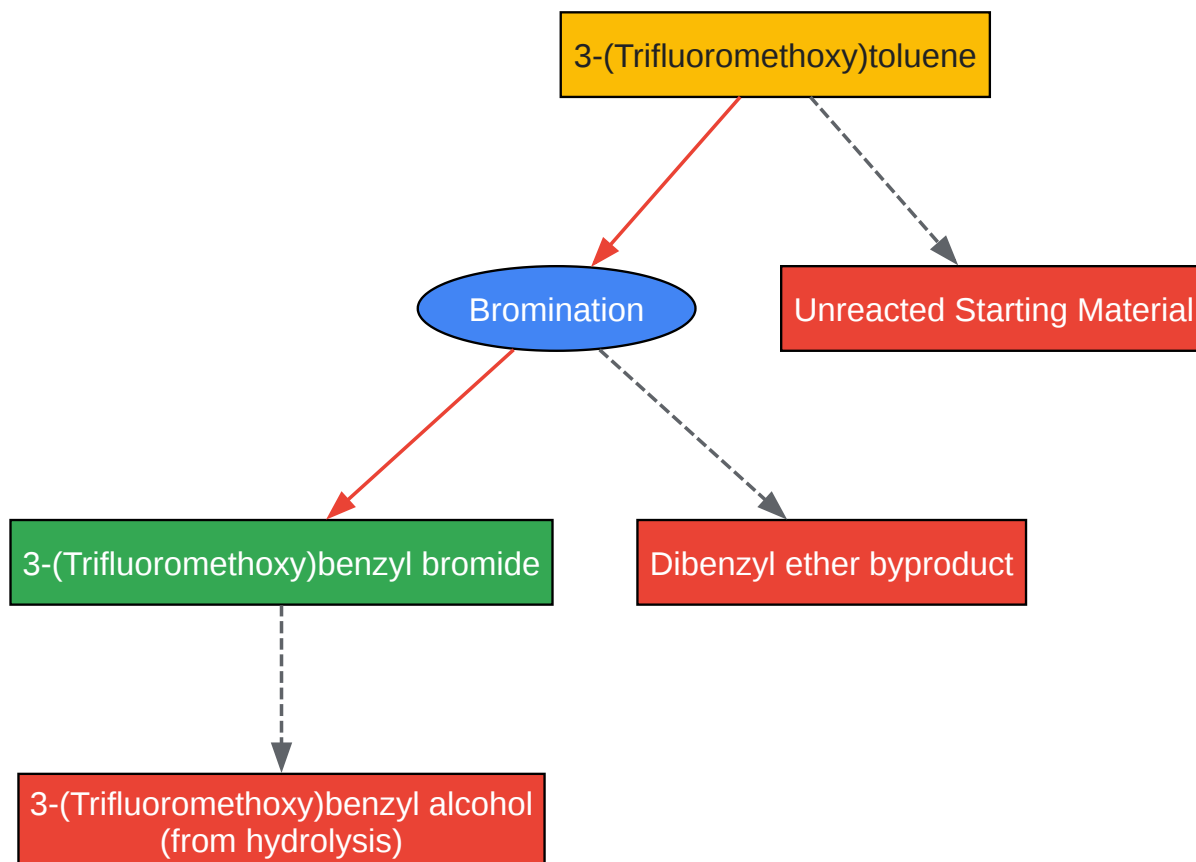 3-(Trifluoromethoxy)toluene
Bromination
Unreacted Starting Material
3-(Trifluoromethoxy)benzyl bromide
Dibenzyl ether byproduct
3-(Trifluoromethoxy)benzyl alcohol
(from hydrolysis)